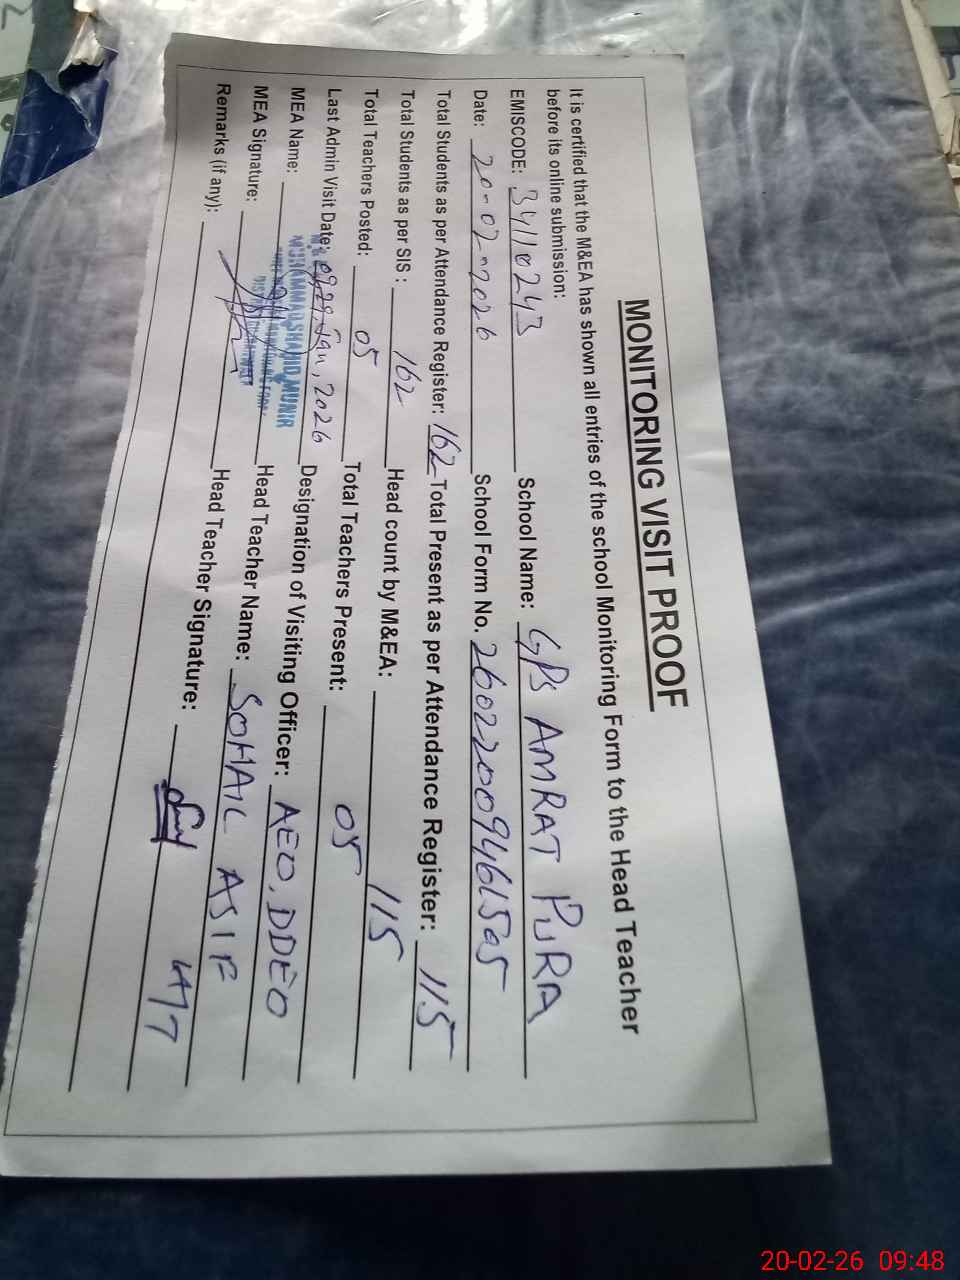 MONITORING VISIT PROOF
It is certified that the M&EA has shown all entries of the school Monitoring Form to the Head Teacher
before its online submission:
EMISCODE: 34110243 School Name: GPS AMRAT PURA
Date: 20-02-2026 School Form No. 26022009461505
Total Students as per Attendance Register: 162 Total Present as per Attendance Register: 115
Total Students as per SIS: 162 Head count by M&EA: 115
Total Teachers Posted: 05 Total Teachers Present: 05
Last Admin Visit Date: 09,29, Jan, 2026 Designation of Visiting Officer: AEO, DDEO
MEA Name: MUHAMMAD SHAHID MUNIR Head Teacher Name: SOHAIL ASIF
MEA Signature: Head Teacher Signature:
Remarks (if any):
20-02-26 09:48